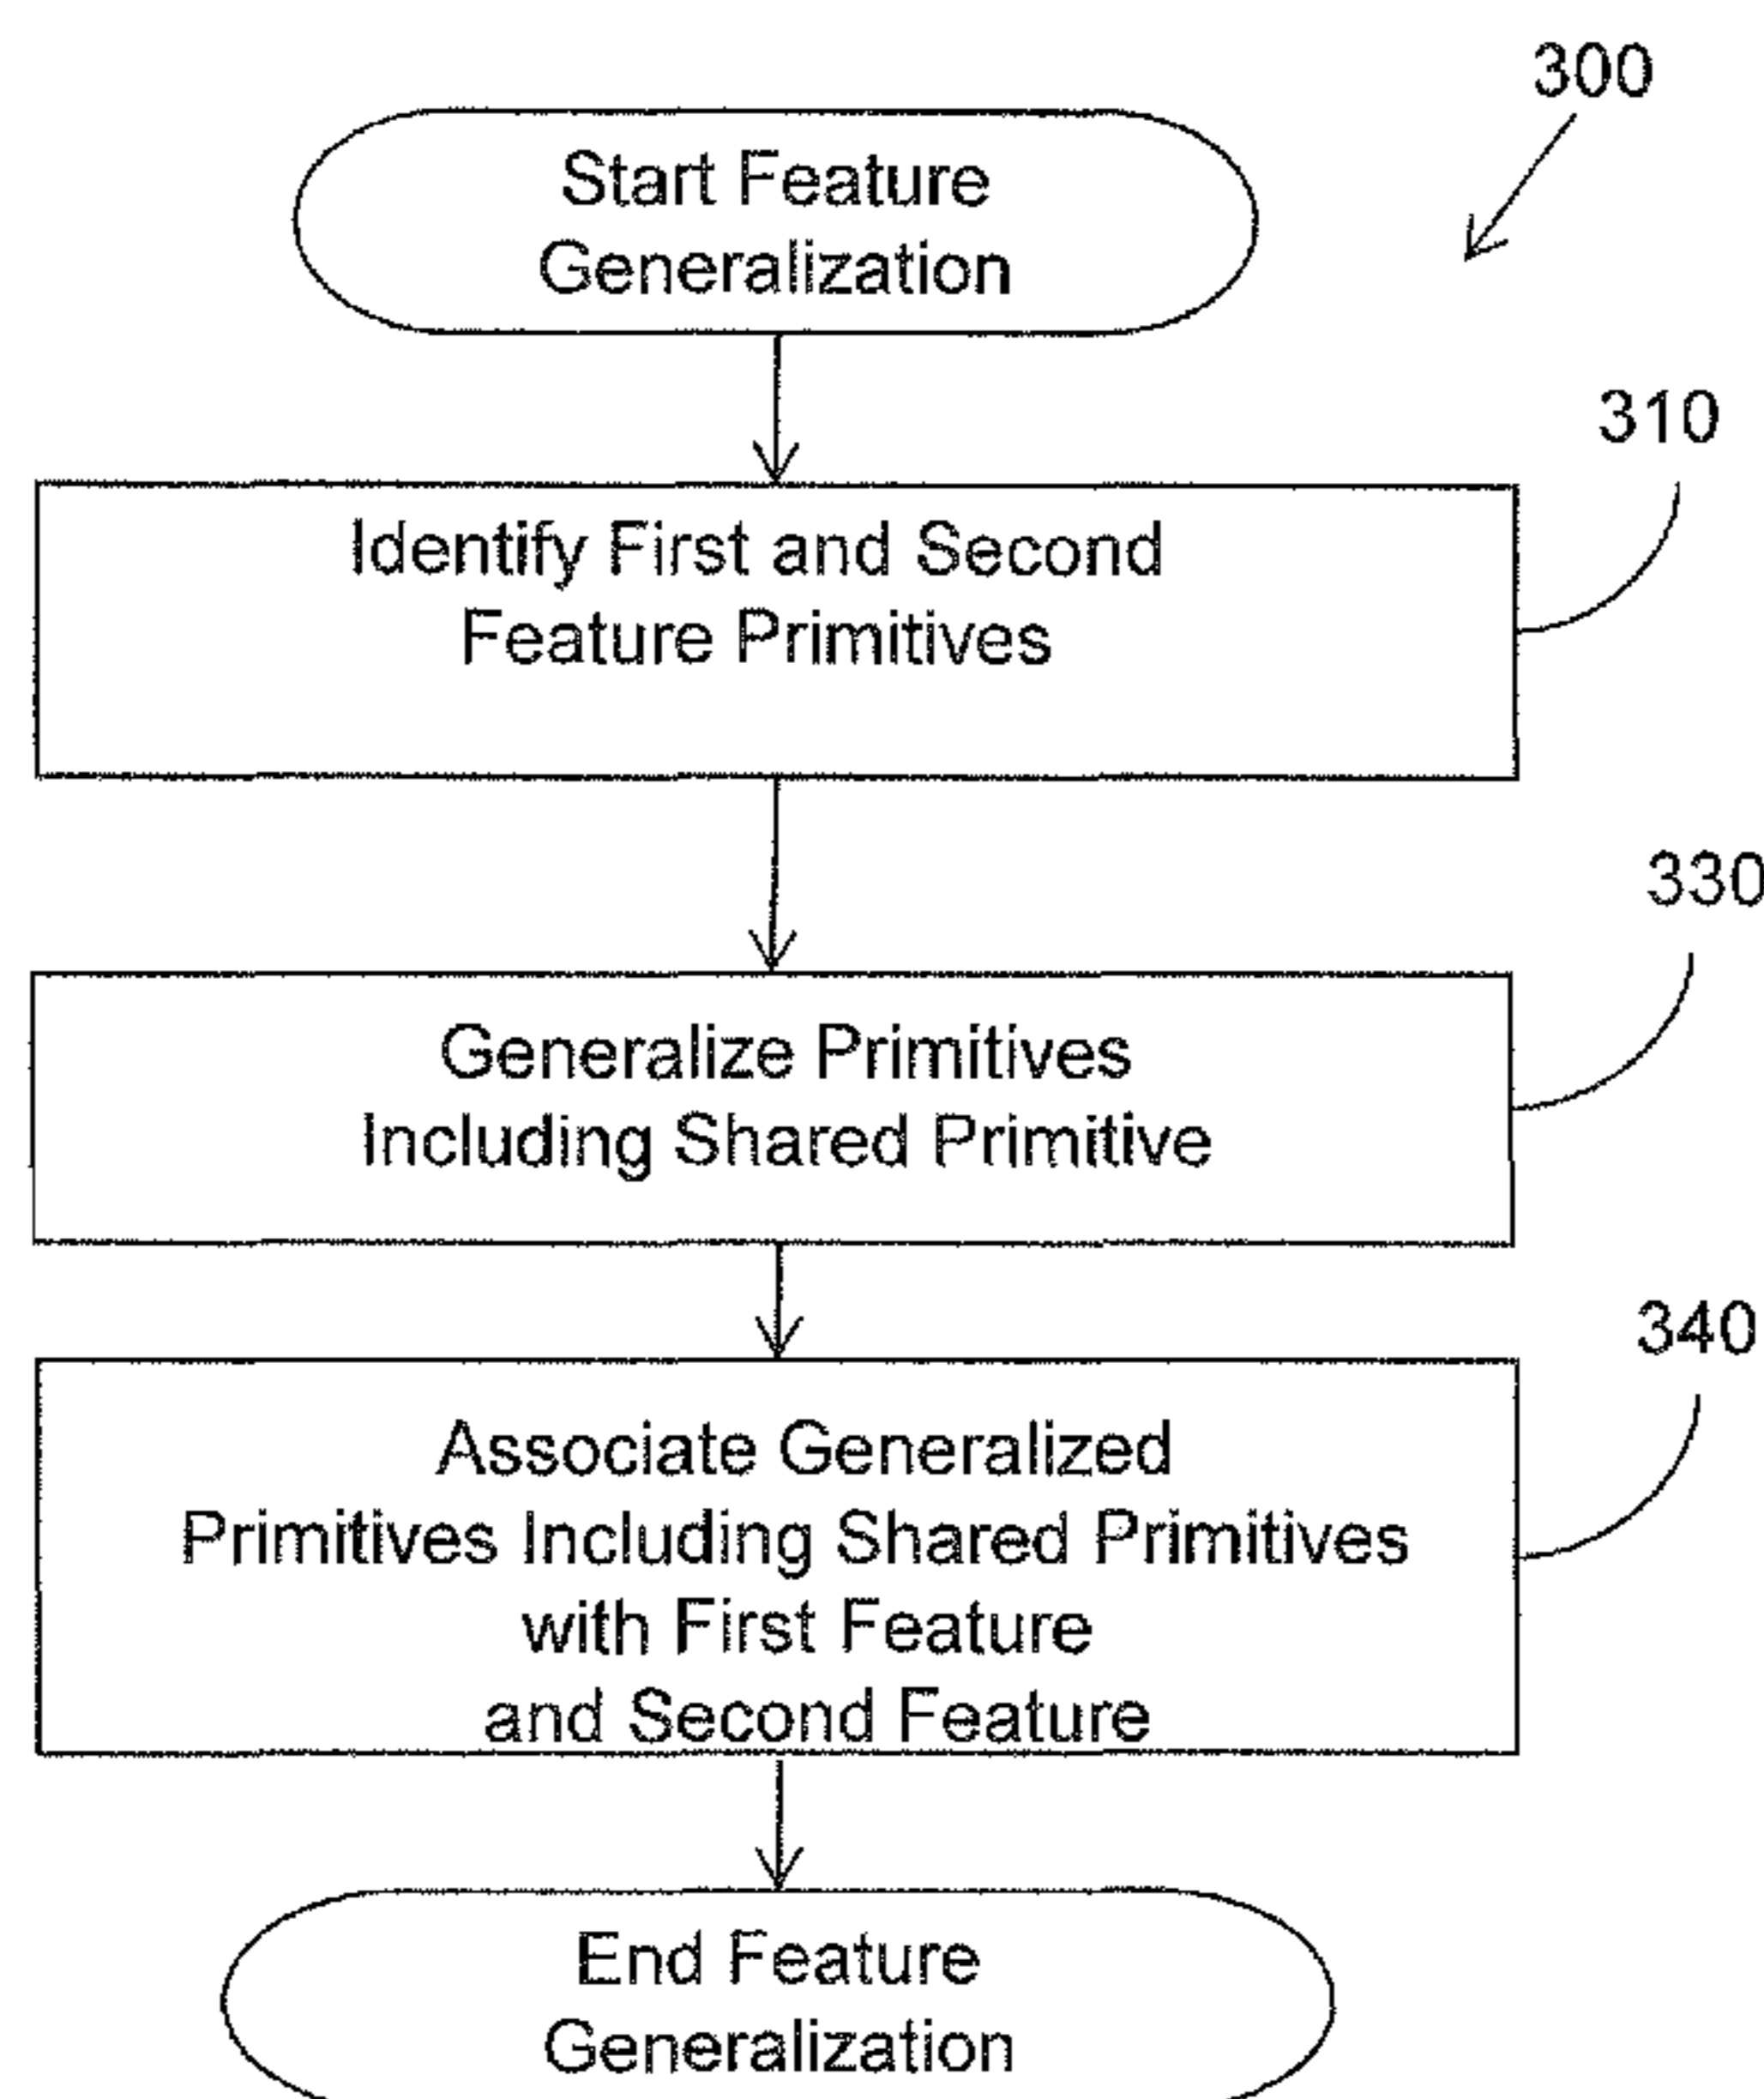 300
Start Feature
Generalization
310
Identify First and Second
Feature Primitives
330
Generalize Primitives
Including Shared Primitive
340
Associate Generalized
Primitives Including Shared Primitives
with First Feature
and Second Feature
End Feature
Generalization